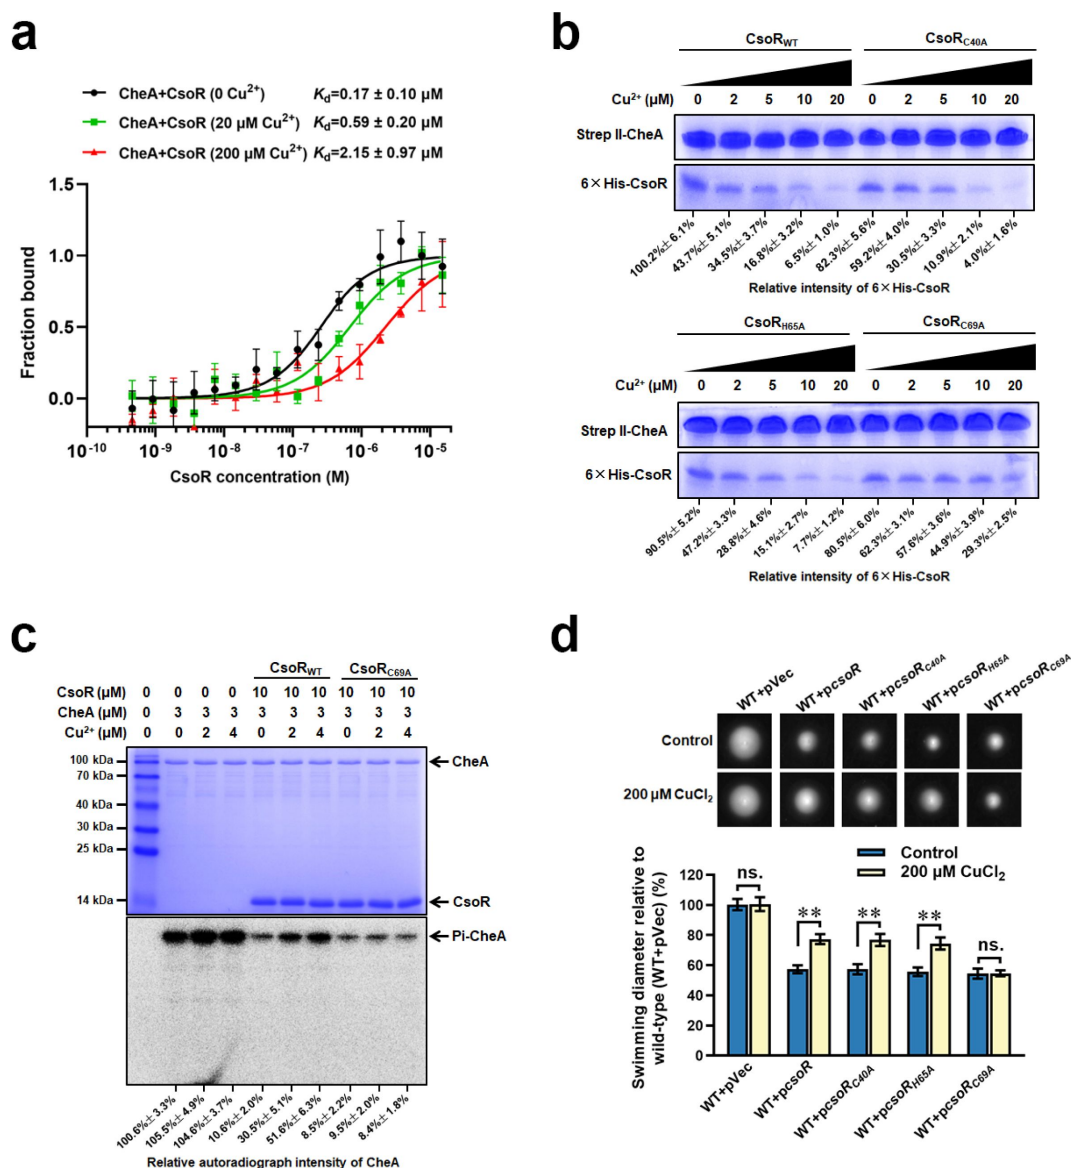 a
CheA+CsoR (0 Cu²⁺) Kd=0.17 ± 0.10 μM
CheA+CsoR (20 μM Cu²⁺) Kd=0.59 ± 0.20 μM
CheA+CsoR (200 μM Cu²⁺) Kd=2.15 ± 0.97 μM
1.5
1.0
0.5
0.0
Fraction bound
10⁻¹⁰ 10⁻⁹ 10⁻⁸ 10⁻⁷ 10⁻⁶ 10⁻⁵
CsoR concentration (M)
b
CsoRWT CsoRC40A
Cu²⁺ (μM) 0 2 5 10 20 0 2 5 10 20
Strep II-CheA
6×His-CsoR
100.2%± 6.1% 43.7%± 5.1% 34.5%± 3.7% 16.8%± 3.2% 6.5%± 1.0% 82.3%± 5.6% 59.2%± 4.0% 30.5%± 3.3% 10.9%± 2.1% 4.0%± 1.6%
Relative intensity of 6×His-CsoR
CsoRH65A CsoRC69A
Cu²⁺ (μM) 0 2 5 10 20 0 2 5 10 20
Strep II-CheA
6×His-CsoR
90.5%± 5.2% 47.2%± 3.3% 28.8%± 4.6% 15.1%± 2.7% 7.7%± 1.2% 80.5%± 6.0% 62.3%± 3.1% 57.6%± 3.6% 44.9%± 3.9% 29.3%± 2.5%
Relative intensity of 6×His-CsoR
c
CsoRWT CsoRC69A
CsoR (μM) 0 0 0 0 10 10 10 10 10 10
CheA (μM) 0 3 3 3 3 3 3 3 3 3
Cu²⁺ (μM) 0 0 2 4 0 2 4 0 2 4
100 kDa
70 kDa
40 kDa
30 kDa
25 kDa
14 kDa
CheA
CsoR
Pi-CheA
100.6%± 3.3% 105.5%± 4.9% 104.6%± 3.7% 10.6%± 2.0% 30.5%± 5.1% 51.6%± 6.3% 8.5%± 2.2% 9.5%± 2.0% 8.4%± 1.8%
Relative autoradiograph intensity of CheA
d
WT+pVec WT+pcsoR WT+pcsoRC40A WT+pcsoRH65A WT+pcsoRC69A
Control
200 μM CuCl₂
Control
200 μM CuCl₂
Swimming diameter relative to
wild-type (WT+pVec) (%)
120
100
80
60
40
20
0
ns. ** ** ** ns.
WT+pVec WT+pcsoR WT+pcsoRC40A WT+pcsoRH65A WT+pcsoRC69A